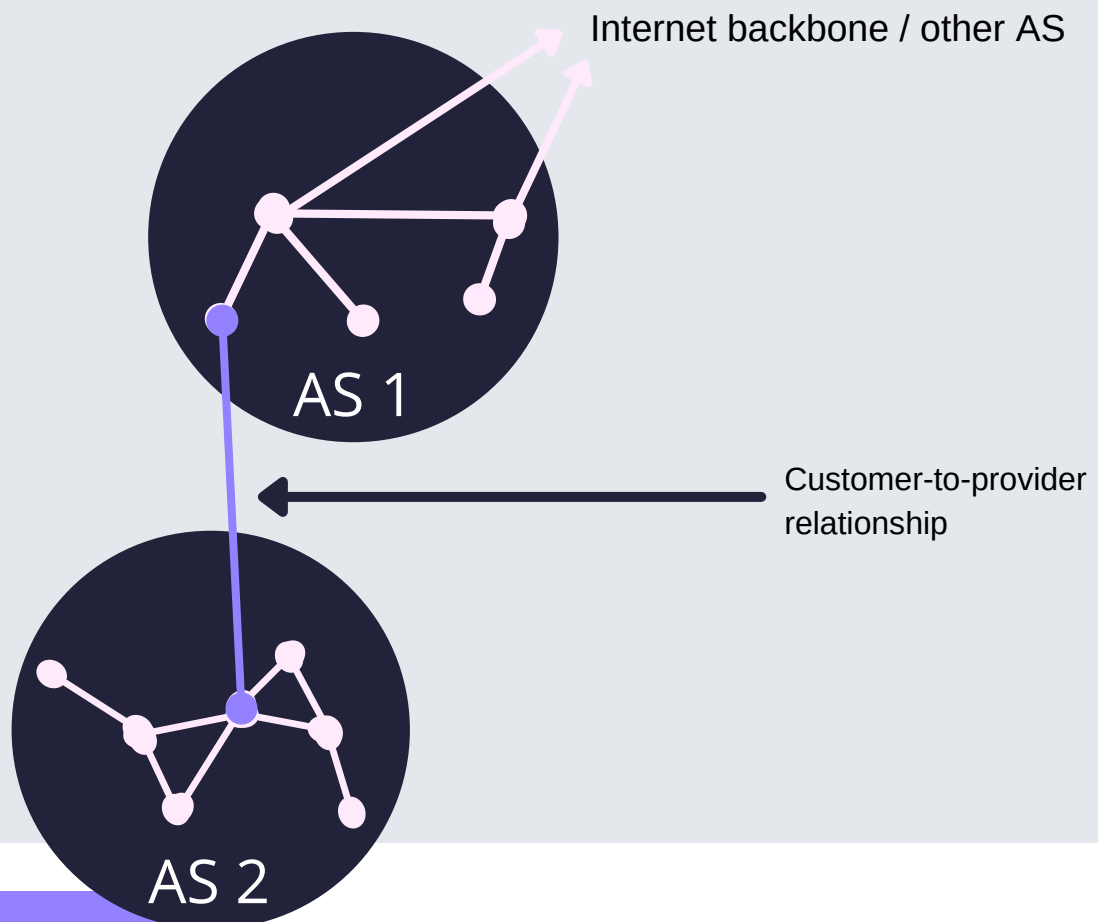 Internet backbone / other AS
AS 1
Customer-to-provider
relationship
AS 2